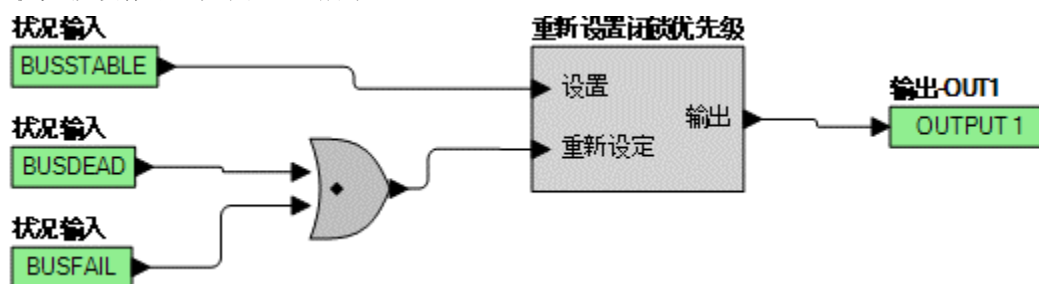 状况输入
BUSSTABLE
重新设置闭锁优先级
设置
重新设定
输出
输出-OUT1
OUTPUT 1
状况输入
BUSDEAD
状况输入
BUSFAIL